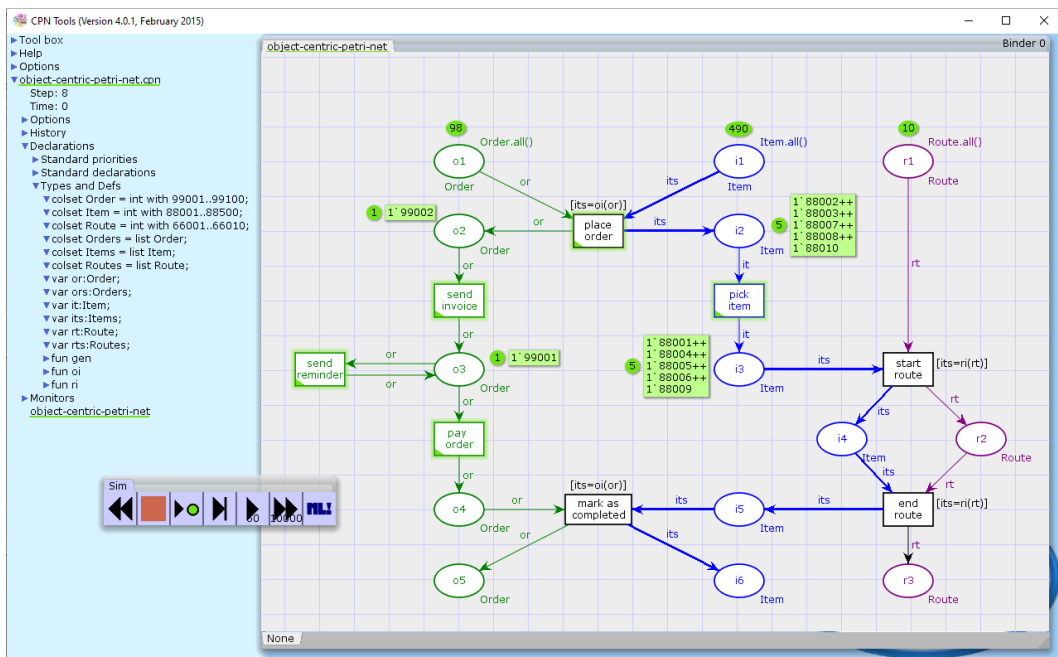 CPN Tools (Version 4.0.1, February 2015)
Tool box
Help
Options
object-centric-petri-net.cpn
Step: 8
Time: 0
Options
History
Declarations
Standard priorities
Standard declarations
Types and Defs
colset Order = int with 99001..99100;
colset Item = int with 88001..88500;
colset Route = int with 66001..66010;
colset Orders = list Order;
colset Items = list Item;
colset Routes = list Route;
var or:Order;
var ors:Orders;
var it:Item;
var its:Items;
var rt:Route;
var rts:Routes;
fun gen
fun oi
fun ri
Monitors
object-centric-petri-net
object-centric-petri-net
Binder 0
98
490
10
Order.all()
Item.all()
Route.all()
o1
i1
r1
Order
Item
Route
or
its
[its=oi(or)]
1
1`99002
o2
or
place
order
its
i2
5
1`88002++
1`88003++
1`88007++
1`88008++
1`88010
Order
Item
or
it
rt
send
invoice
pick
item
or
it
send
reminder
or
or
o3
1
1`99001
Order
5
1`88001++
1`88004++
1`88005++
1`88006++
1`88009
i3
Item
its
start
route
[its=ri(rt)]
or
its
rt
pay
order
i4
Item
r2
Route
or
its
rt
[its=oi(or)]
o4
Order
or
mark as
completed
its
i5
Item
its
end
route
[its=ri(rt)]
or
its
rt
o5
Order
i6
Item
r3
Route
Sim
50
10000
ML!
None